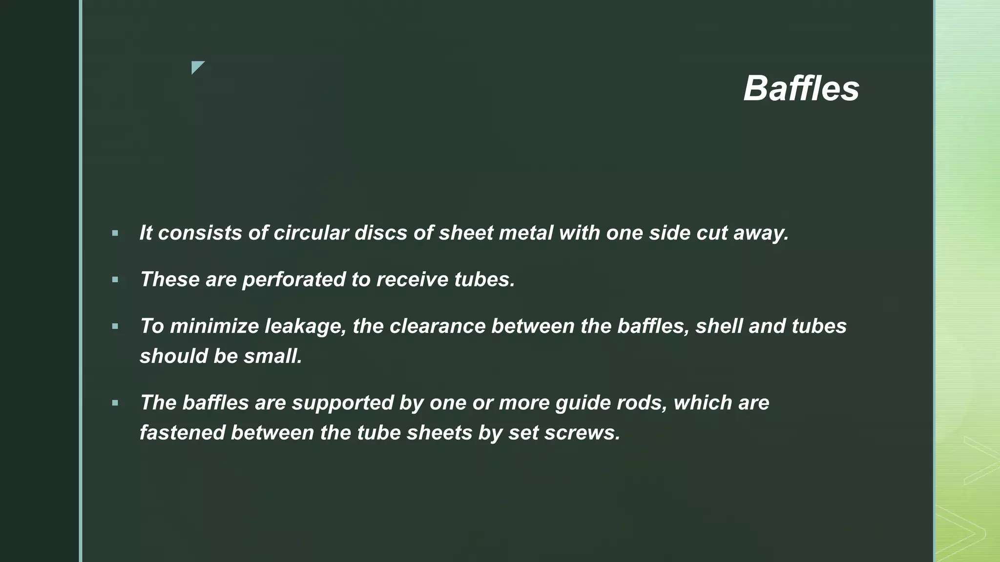 Baffles
▪ It consists of circular discs of sheet metal with one side cut away.
▪ These are perforated to receive tubes.
▪ To minimize leakage, the clearance between the baffles, shell and tubes
should be small.
▪ The baffles are supported by one or more guide rods, which are
fastened between the tube sheets by set screws.